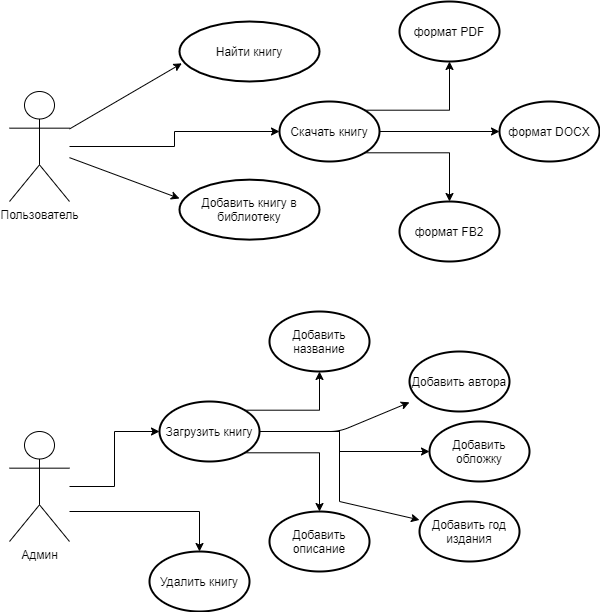 формат PDF
Найти книгу
Скачать книгу
формат DOCX
Пользователь
Добавить книгу в
библиотеку
формат FB2
Добавить
название
Добавить автора
Загрузить книгу
Добавить
обложку
Админ
Добавить
описание
Добавить год
издания
Удалить книгу